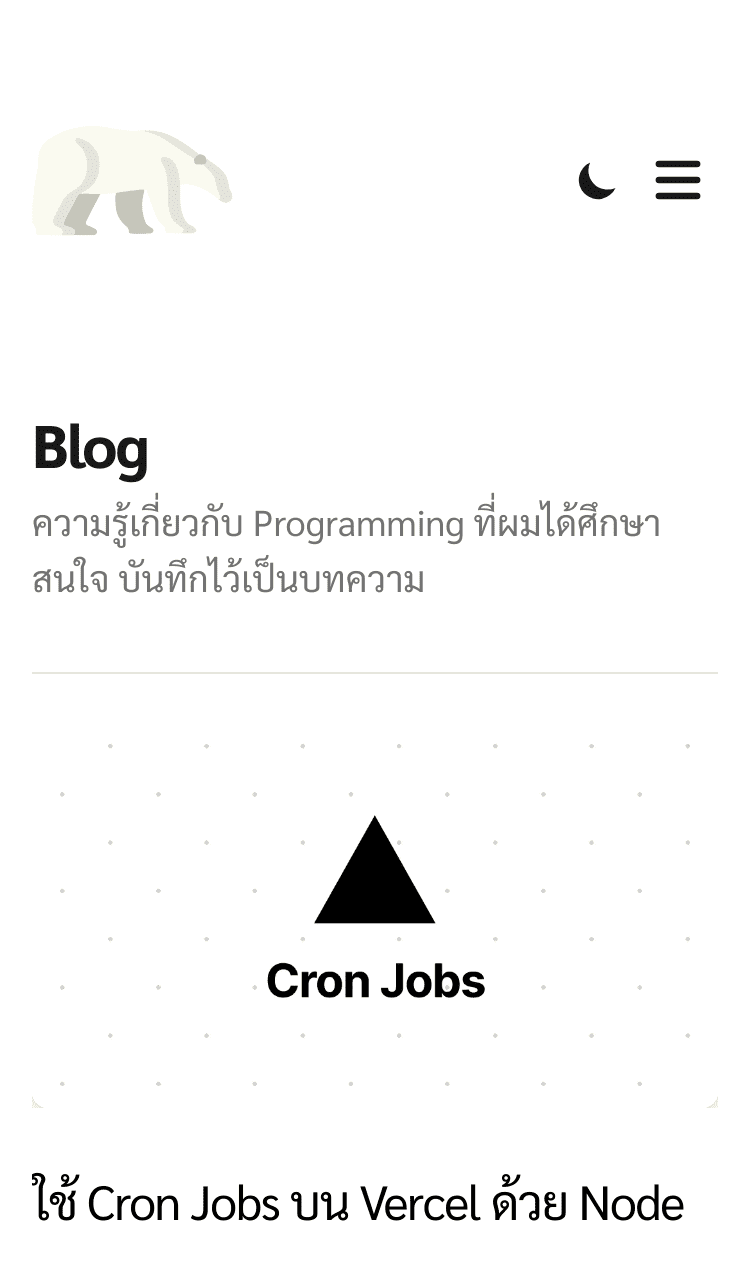 Blog
ความรู้เกี่ยวกับ Programming ที่ผมได้ศึกษา
สนใจ บันทึกไว้เป็นบทความ
Cron Jobs
ใช้ Cron Jobs บน Vercel ด้วย Node